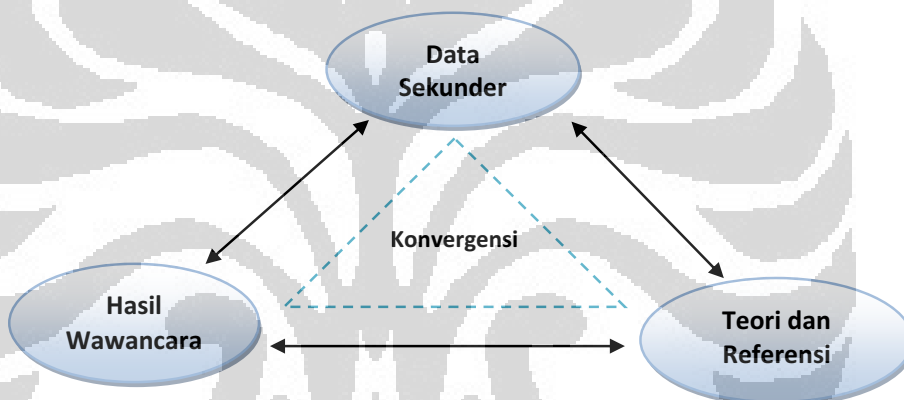 Data
Sekunder
Konvergensi
Hasil
Wawancara
Teori dan
Referensi